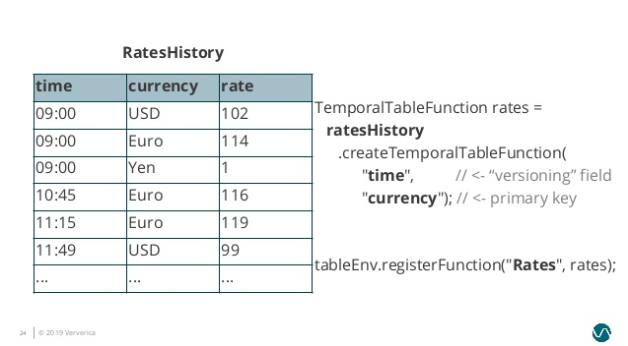 RatesHistory
time currency rate
09:00 USD 102
09:00 Euro 114
09:00 Yen 1
10:45 Euro 116
11:15 Euro 119
11:49 USD 99
... ... ...
TemporalTableFunction rates =
ratesHistory
.createTemporalTableFunction(
"time", // <- “versioning” field
"currency"); // <- primary key
tableEnv.registerFunction("Rates", rates);
24 © 2019 Ververica